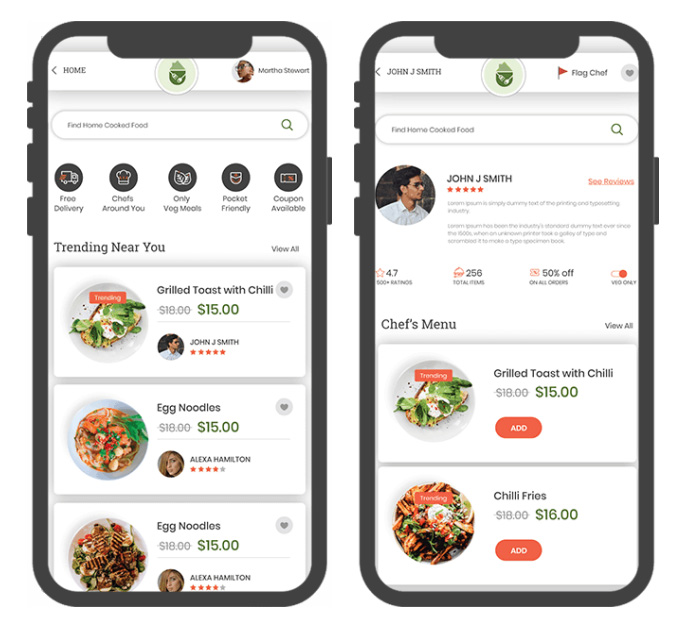 HOME
Martha Stewart
Find Home Cooked Food
Free
Delivery
Chefs
Around You
Only
Veg Meals
Pocket
Friendly
Coupon
Available
Trending Near You
View All
Trending
Grilled Toast with Chilli
$18.00 $15.00
JOHN J SMITH
Egg Noodles
$18.00 $15.00
ALEXA HAMILTON
Egg Noodles
$18.00 $15.00
ALEXA HAMILTON
JOHN J SMITH
Flag Chef
Find Home Cooked Food
JOHN J SMITH
See Reviews
Lorem Ipsum is simply dummy text of the printing and typesetting
industry.
Lorem Ipsum has been the industry's standard dummy text ever since
the 1500s, when an unknown printer took a galley of type and
scrambled it to make a type specimen book.
4.7
500+ RATINGS
256
TOTAL ITEMS
50% off
ON ALL ORDERS
VEG ONLY
Chef's Menu
View All
Trending
Grilled Toast with Chilli
$18.00 $15.00
ADD
Trending
Chilli Fries
$18.00 $16.00
ADD